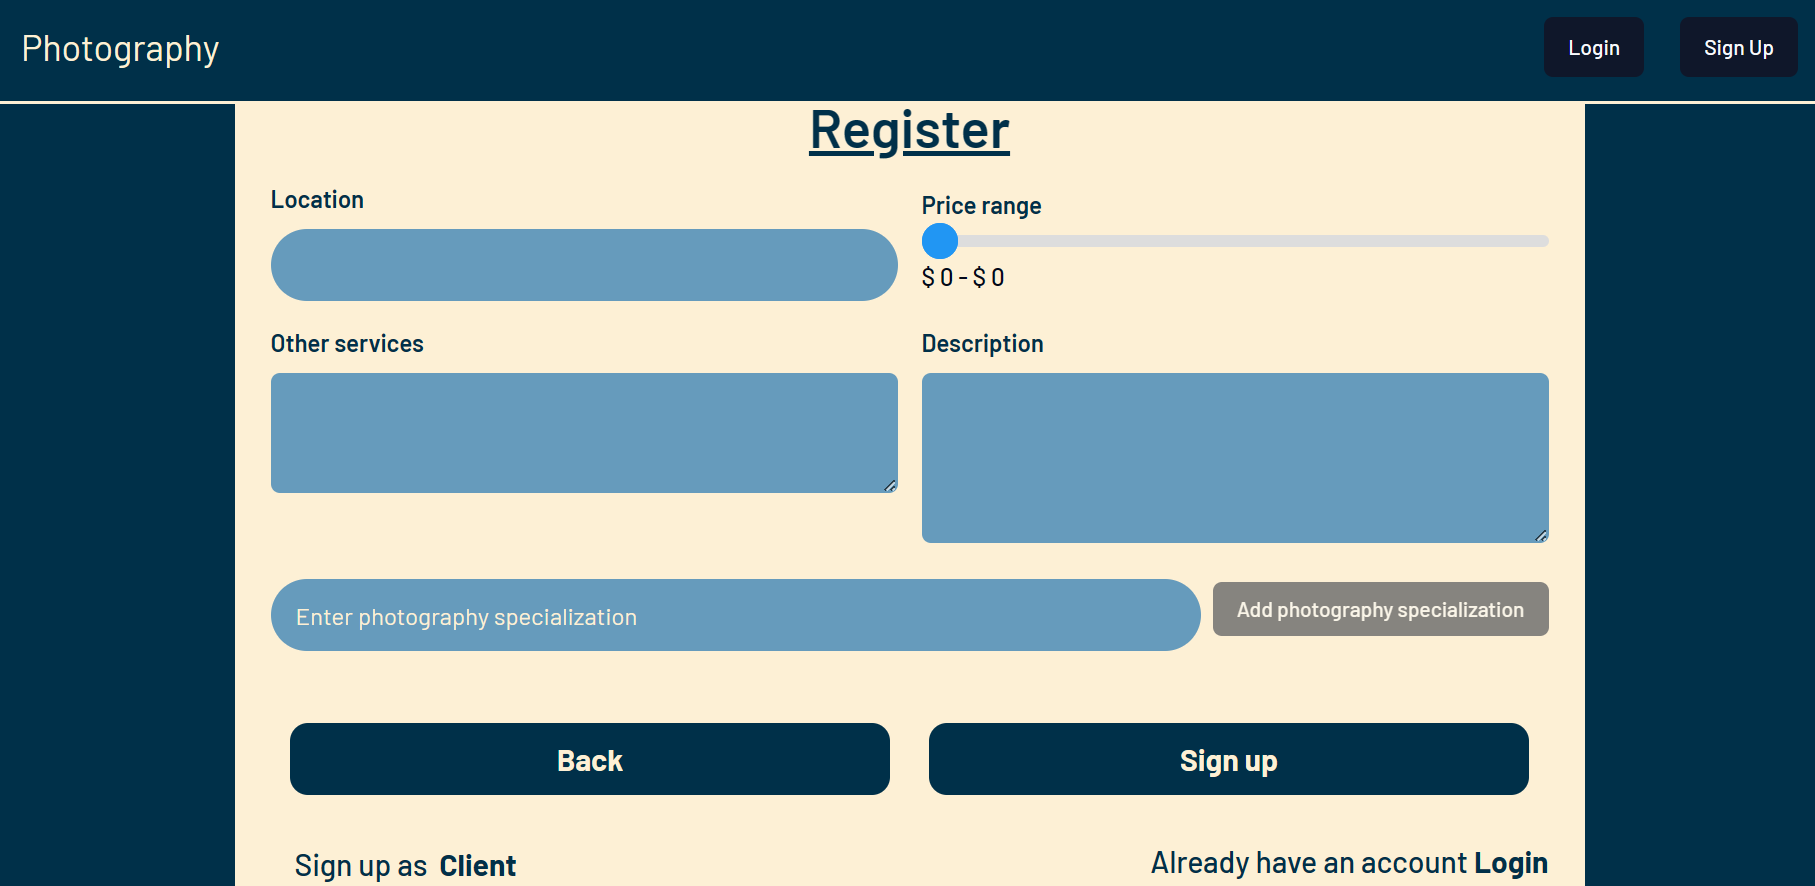 Photography
Login
Sign Up
Register
Location
Price range
$ 0 - $ 0
Other services
Description
Enter photography specialization
Add photography specialization
Back
Sign up
Sign up as Client
Already have an account Login